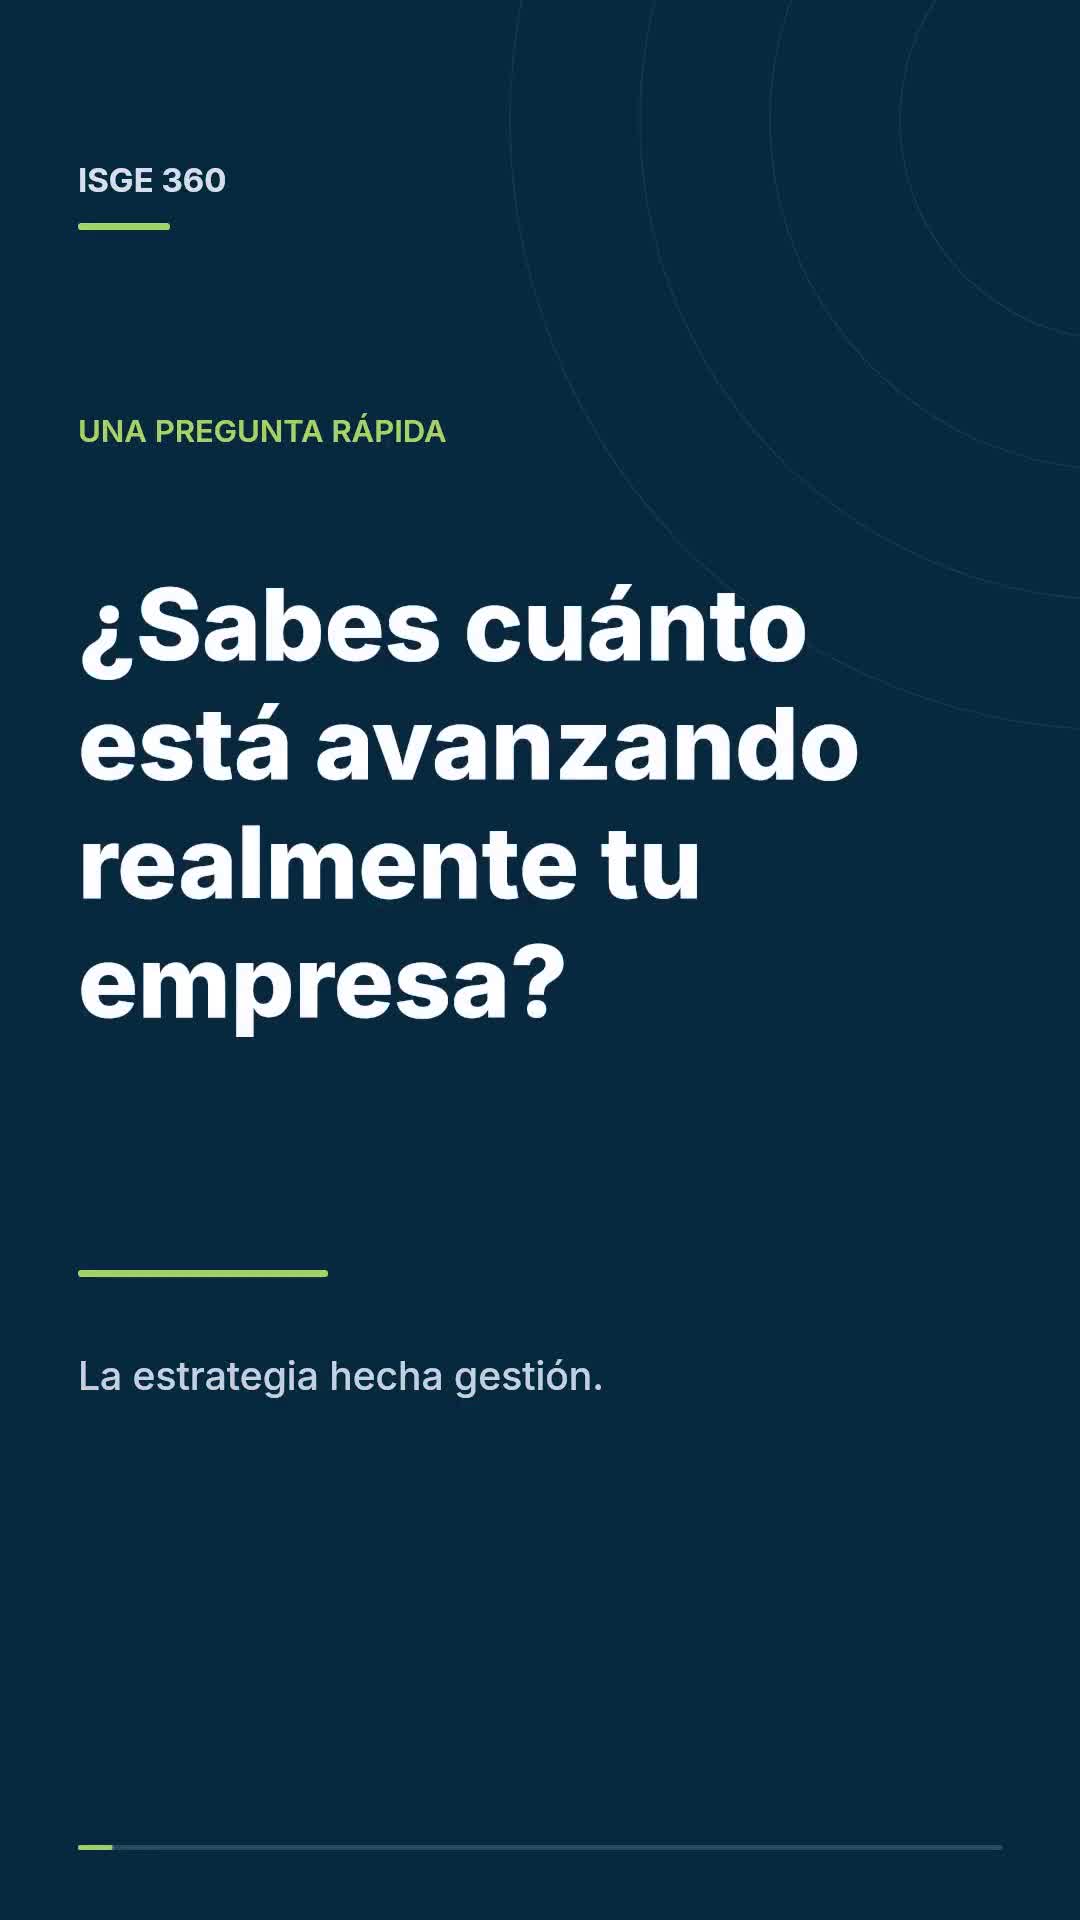 ISGE 360
UNA PREGUNTA RÁPIDA
¿Sabes cuánto
está avanzando
realmente tu
empresa?
La estrategia hecha gestión.